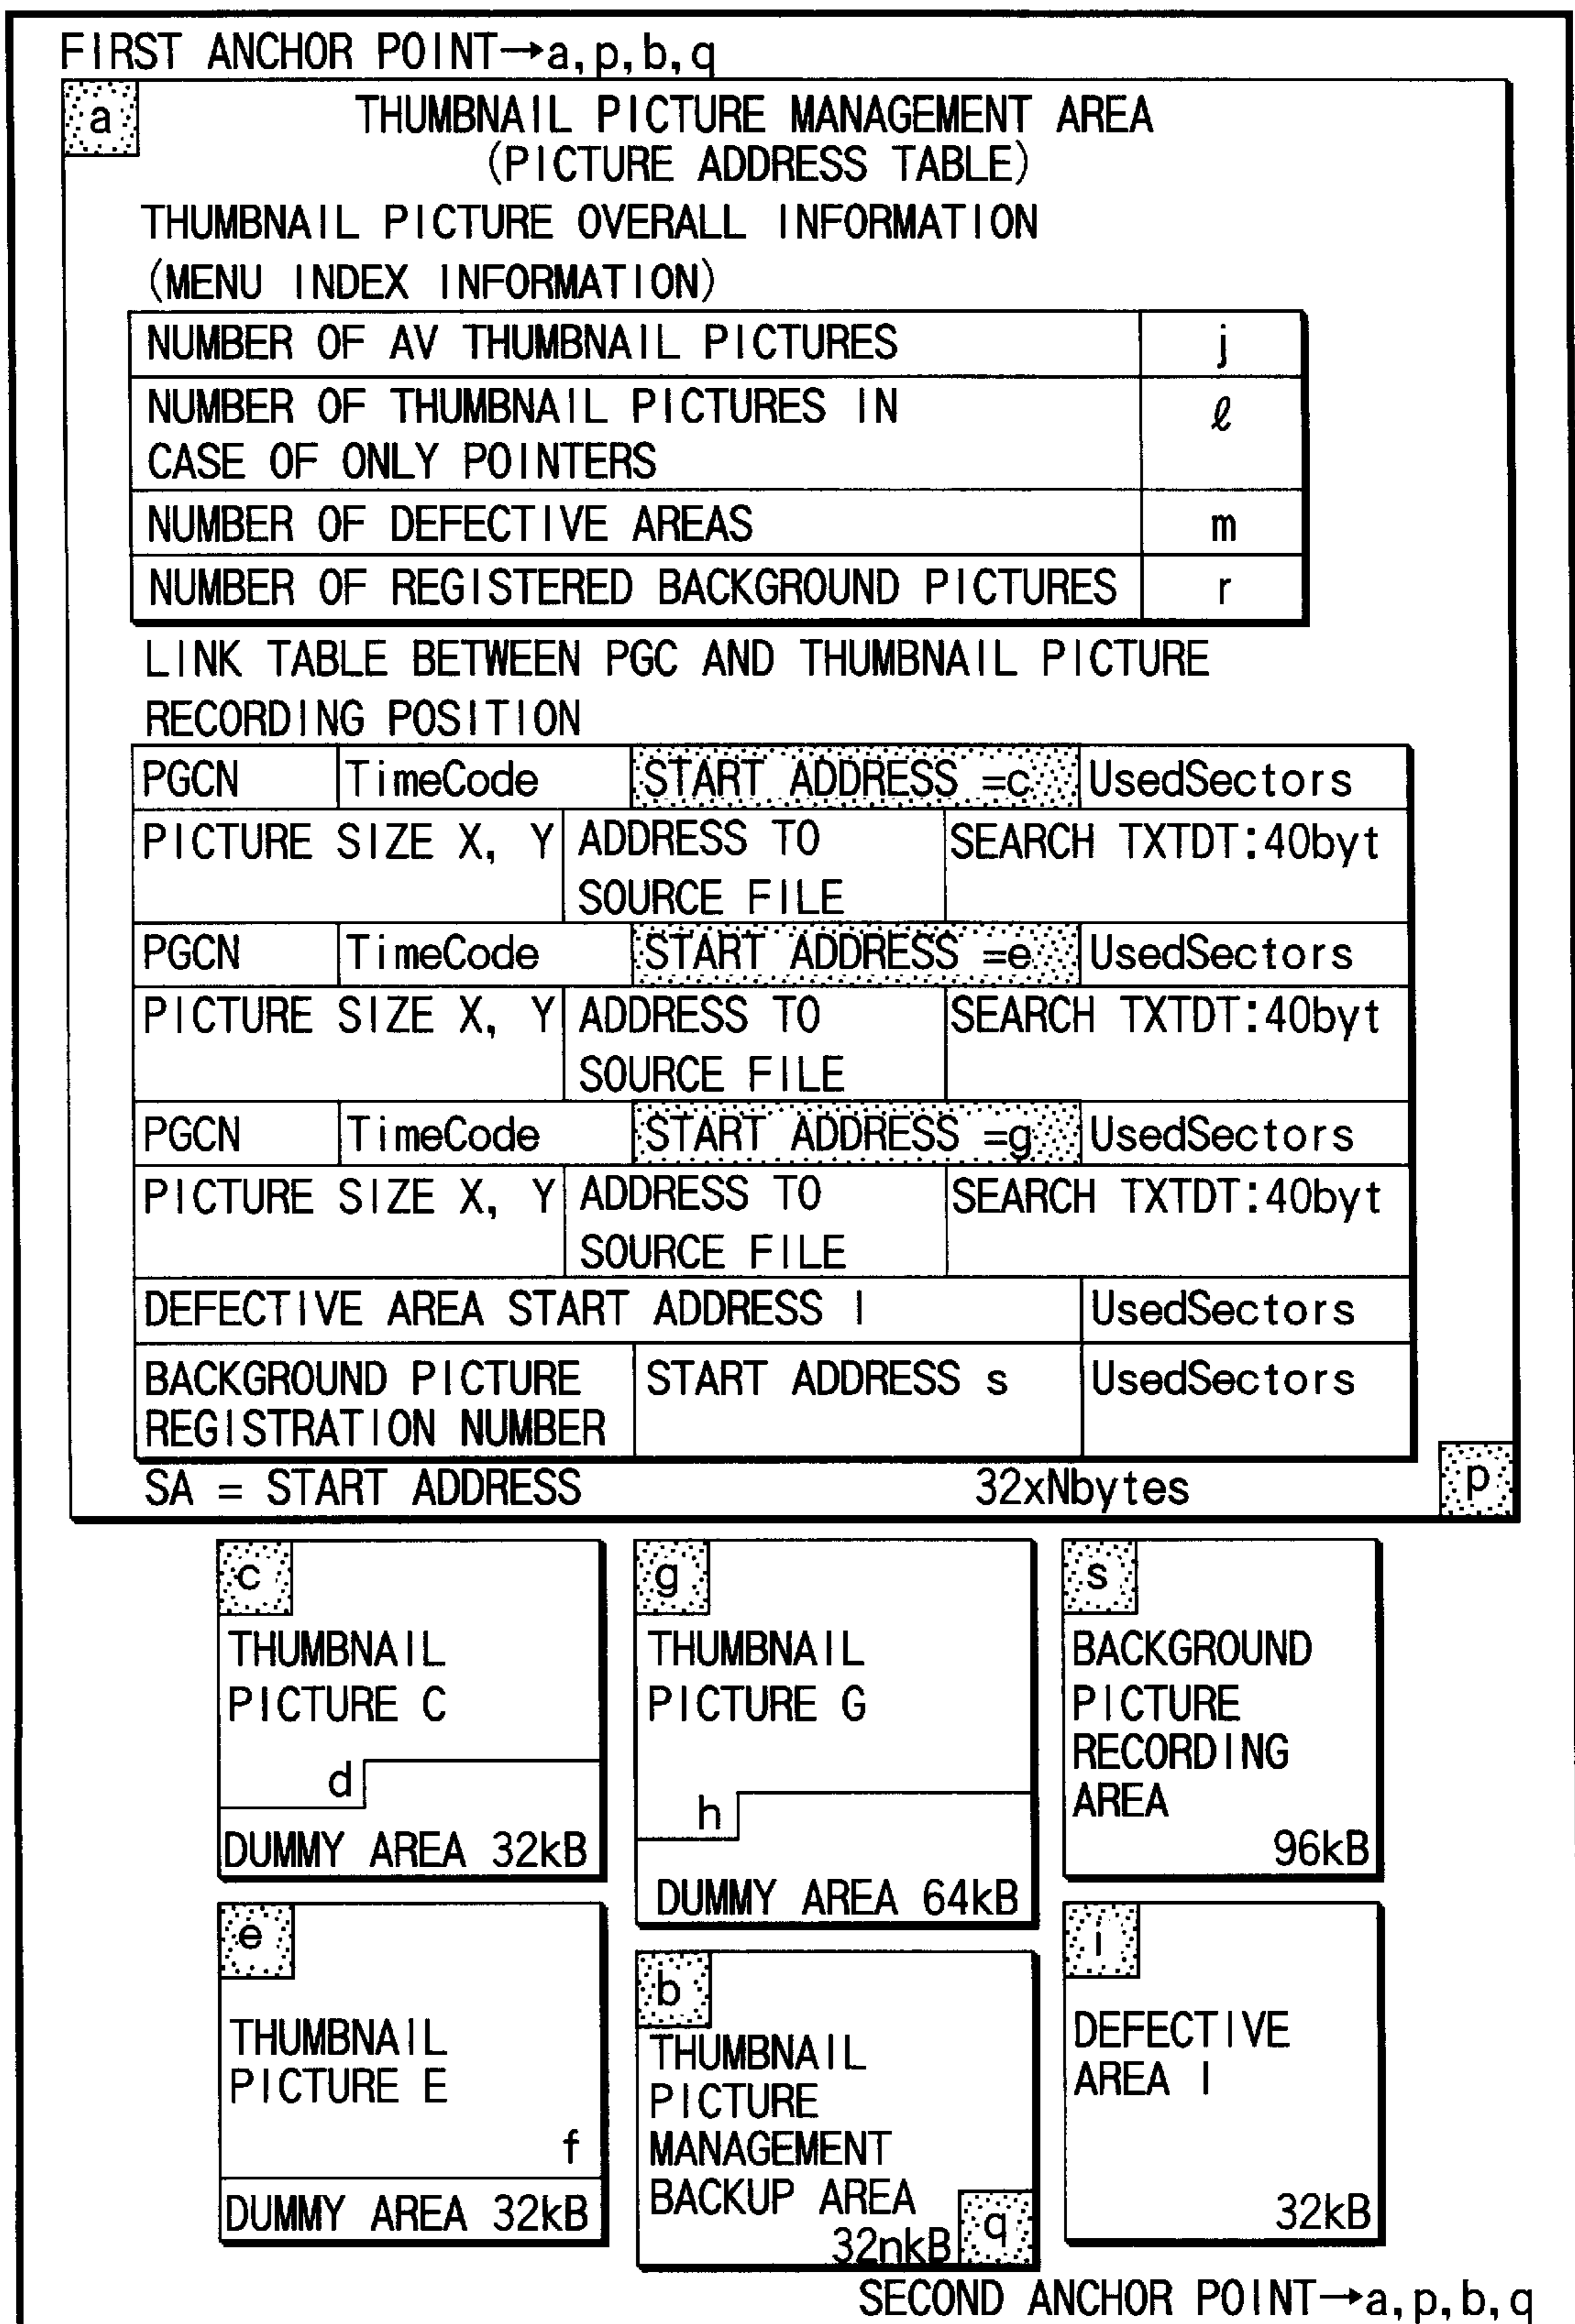 FIRST ANCHOR POINT→a,p,b,q
a
THUMBNAIL PICTURE MANAGEMENT AREA
(PICTURE ADDRESS TABLE)
THUMBNAIL PICTURE OVERALL INFORMATION
(MENU INDEX INFORMATION)
NUMBER OF AV THUMBNAIL PICTURES j
NUMBER OF THUMBNAIL PICTURES IN ℓ
CASE OF ONLY POINTERS
NUMBER OF DEFECTIVE AREAS m
NUMBER OF REGISTERED BACKGROUND PICTURES r
LINK TABLE BETWEEN PGC AND THUMBNAIL PICTURE
RECORDING POSITION
PGCN TimeCode START ADDRESS =c UsedSectors
PICTURE SIZE X, Y ADDRESS TO SEARCH TXTDT:40byt
SOURCE FILE
PGCN TimeCode START ADDRESS =e UsedSectors
PICTURE SIZE X, Y ADDRESS TO SEARCH TXTDT:40byt
SOURCE FILE
PGCN TimeCode START ADDRESS =g UsedSectors
PICTURE SIZE X, Y ADDRESS TO SEARCH TXTDT:40byt
SOURCE FILE
DEFECTIVE AREA START ADDRESS I UsedSectors
BACKGROUND PICTURE START ADDRESS s UsedSectors
REGISTRATION NUMBER
SA = START ADDRESS 32xNbytes p
c
THUMBNAIL
PICTURE C
d
DUMMY AREA 32kB
g
THUMBNAIL
PICTURE G
h
DUMMY AREA 64kB
s
BACKGROUND
PICTURE
RECORDING
AREA
96kB
e
THUMBNAIL
PICTURE E
f
DUMMY AREA 32kB
b
THUMBNAIL
PICTURE
MANAGEMENT
BACKUP AREA
32nkB q
i
DEFECTIVE
AREA I
32kB
SECOND ANCHOR POINT→a,p,b,q